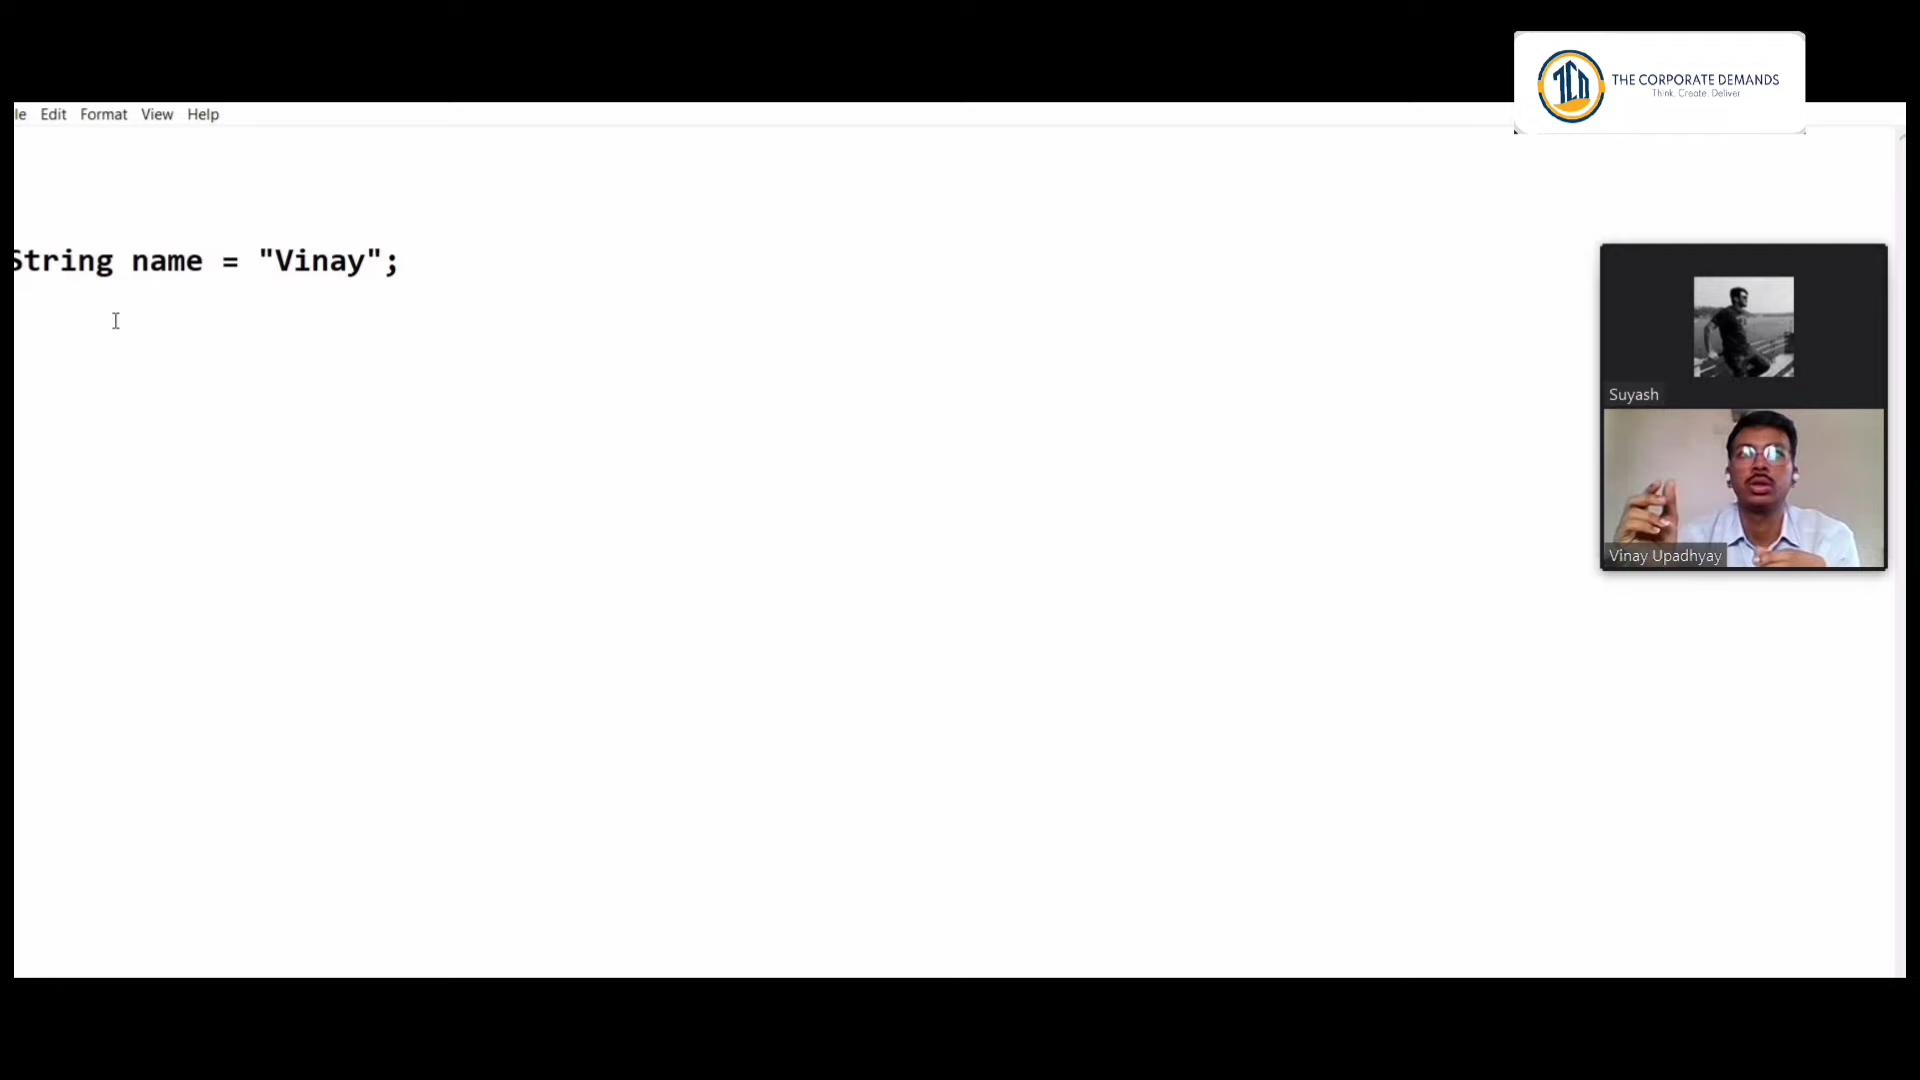 THE CORPORATE DEMANDS
Think. Create. Deliver
le Edit Format View Help
String name = "Vinay";
Suyash
Vinay Upadhyay